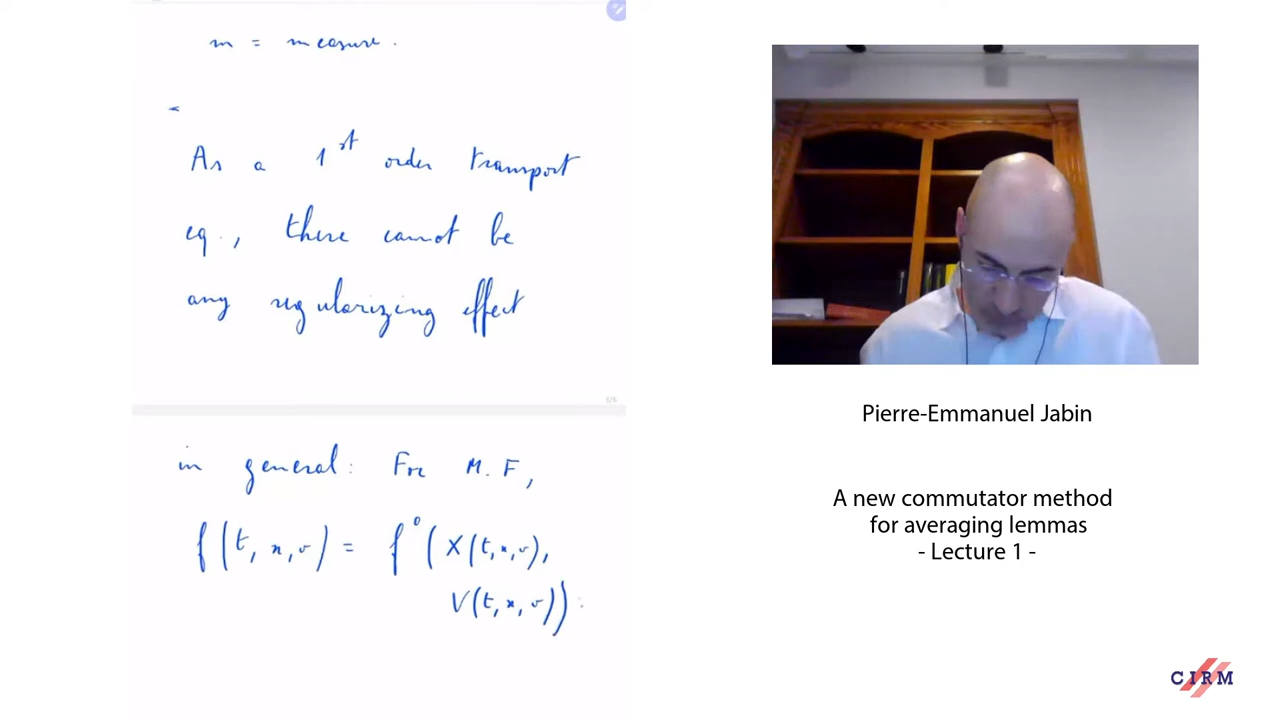 m = measure.
As a 1st order transport
eq., there cannot be
any regularizing effect
in general: For M.F,
f(t, x, v) = f⁰(X(t, x, v),
V(t, x, v)):
Pierre-Emmanuel Jabin
A new commutator method
for averaging lemmas
- Lecture 1 -
CIRM